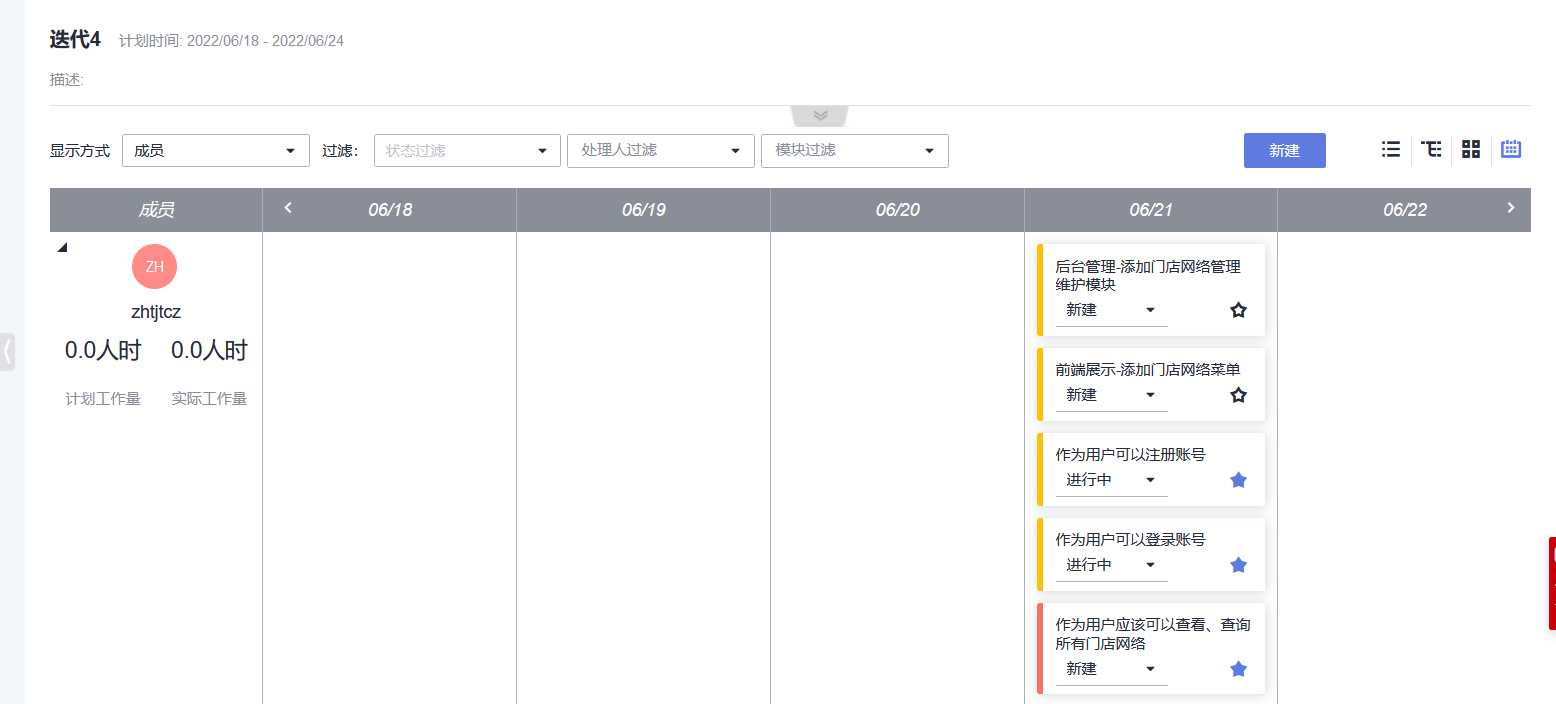 迭代4 计划时间: 2022/06/18 - 2022/06/24
描述:
显示方式 成员 过滤: 状态过滤 处理人过滤 模块过滤 新建
成员 06/18 06/19 06/20 06/21 06/22
ZH
zhtjtcz
0.0人时 0.0人时
计划工作量 实际工作量
后台管理-添加门店网络管理
维护模块
新建
前端展示-添加门店网络菜单
新建
作为用户可以注册账号
进行中
作为用户可以登录账号
进行中
作为用户应该可以查看、查询
所有门店网络
新建